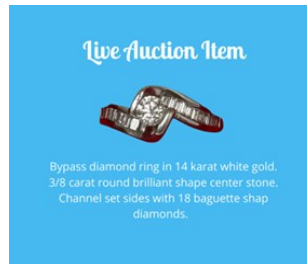 Live Auction Item
Bypass diamond ring in 14 karat white gold.
3/8 carat round brilliant shape center stone.
Channel set sides with 18 baguette shap
diamonds.